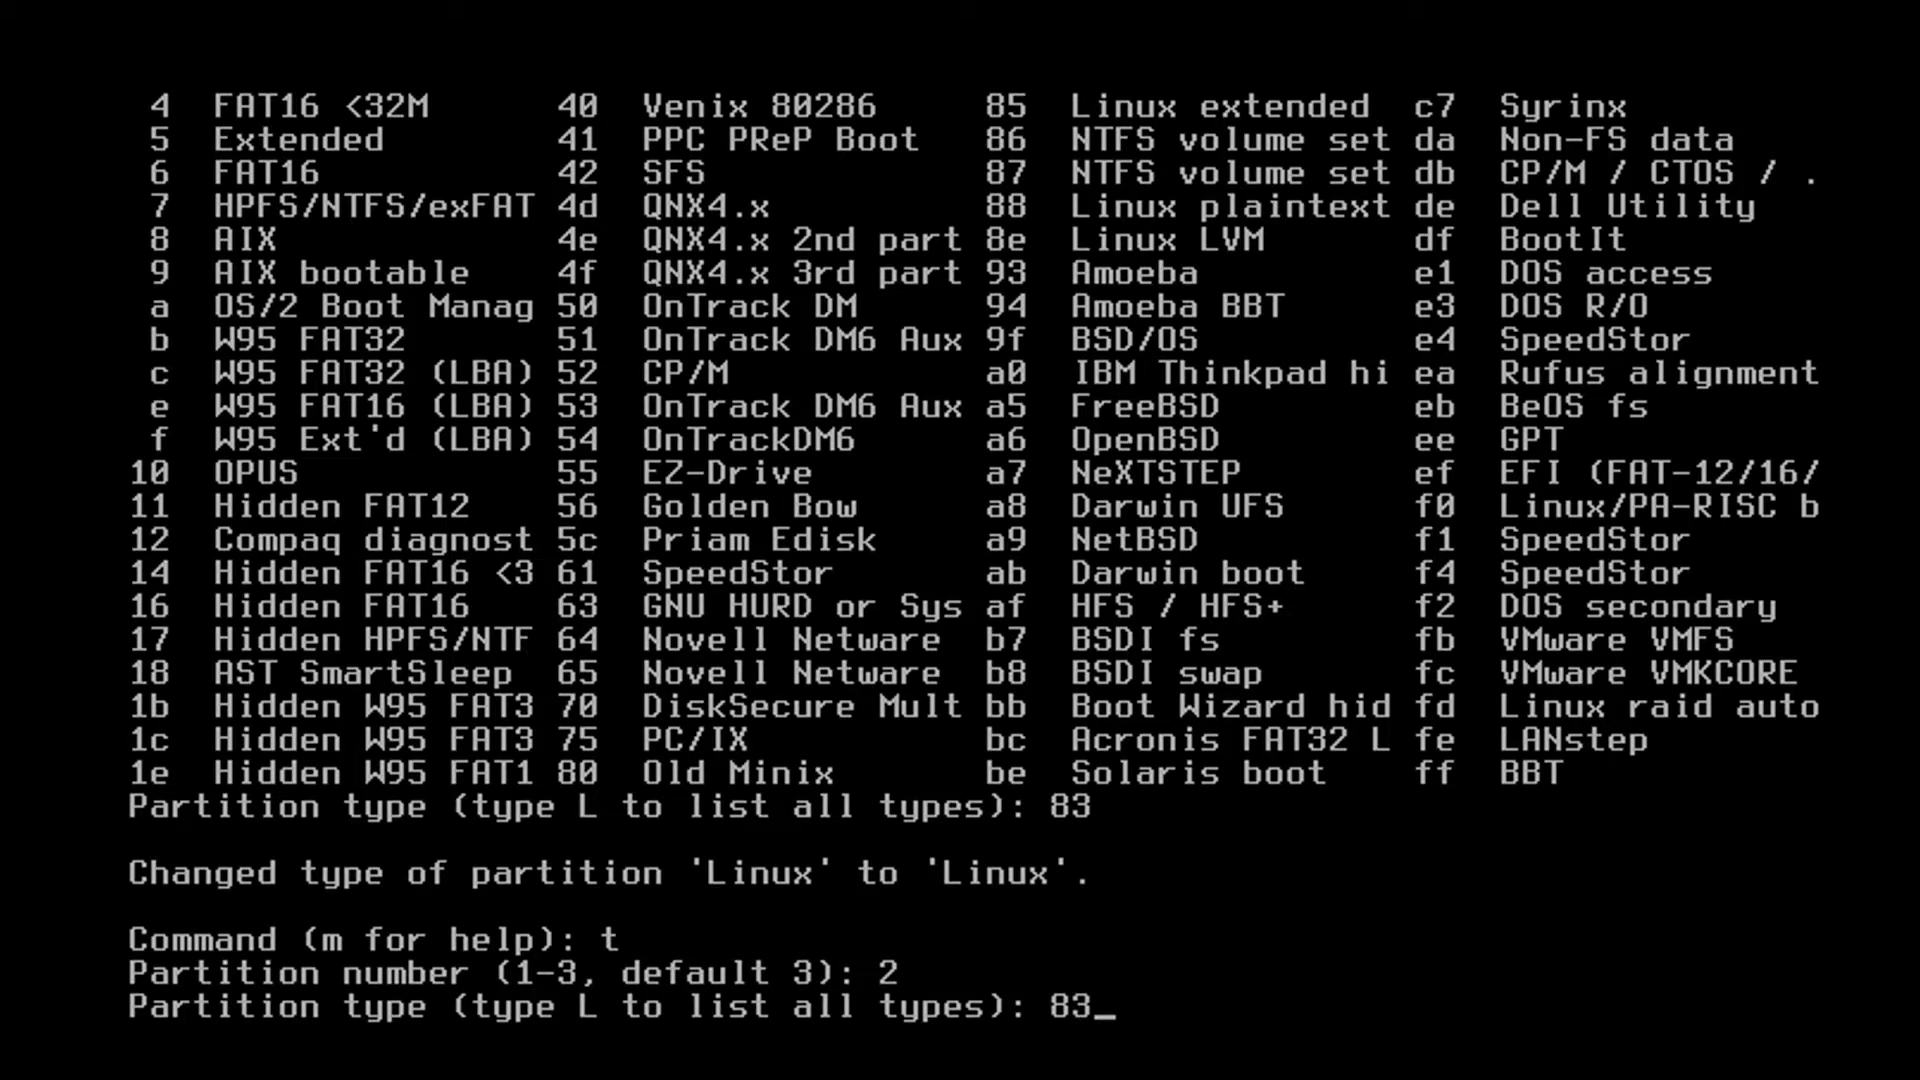 4  FAT16 <32M      40  Venix 80286     85  Linux extended  c7  Syrinx
 5  Extended        41  PPC PReP Boot   86  NTFS volume set da  Non-FS data
 6  FAT16           42  SFS             87  NTFS volume set db  CP/M / CTOS / .
 7  HPFS/NTFS/exFAT 4d  QNX4.x          88  Linux plaintext de  Dell Utility
 8  AIX             4e  QNX4.x 2nd part 8e  Linux LVM       df  BootIt
 9  AIX bootable    4f  QNX4.x 3rd part 93  Amoeba          e1  DOS access
 a  OS/2 Boot Manag 50  OnTrack DM      94  Amoeba BBT      e3  DOS R/O
 b  W95 FAT32       51  OnTrack DM6 Aux 9f  BSD/OS          e4  SpeedStor
 c  W95 FAT32 (LBA) 52  CP/M            a0  IBM Thinkpad hi ea  Rufus alignment
 e  W95 FAT16 (LBA) 53  OnTrack DM6 Aux a5  FreeBSD         eb  BeOS fs
 f  W95 Ext'd (LBA) 54  OnTrackDM6      a6  OpenBSD         ee  GPT
10  OPUS            55  EZ-Drive        a7  NeXTSTEP        ef  EFI (FAT-12/16/
11  Hidden FAT12    56  Golden Bow      a8  Darwin UFS      f0  Linux/PA-RISC b
12  Compaq diagnost 5c  Priam Edisk     a9  NetBSD          f1  SpeedStor
14  Hidden FAT16 <3 61  SpeedStor       ab  Darwin boot     f4  SpeedStor
16  Hidden FAT16    63  GNU HURD or Sys af  HFS / HFS+      f2  DOS secondary
17  Hidden HPFS/NTF 64  Novell Netware  b7  BSDI fs         fb  VMware VMFS
18  AST SmartSleep  65  Novell Netware  b8  BSDI swap       fc  VMware VMKCORE
1b  Hidden W95 FAT3 70  DiskSecure Mult bb  Boot Wizard hid fd  Linux raid auto
1c  Hidden W95 FAT3 75  PC/IX           bc  Acronis FAT32 L fe  LANstep
1e  Hidden W95 FAT1 80  Old Minix       be  Solaris boot    ff  BBT
Partition type (type L to list all types): 83
Changed type of partition 'Linux' to 'Linux'.
Command (m for help): t
Partition number (1-3, default 3): 2
Partition type (type L to list all types): 83_